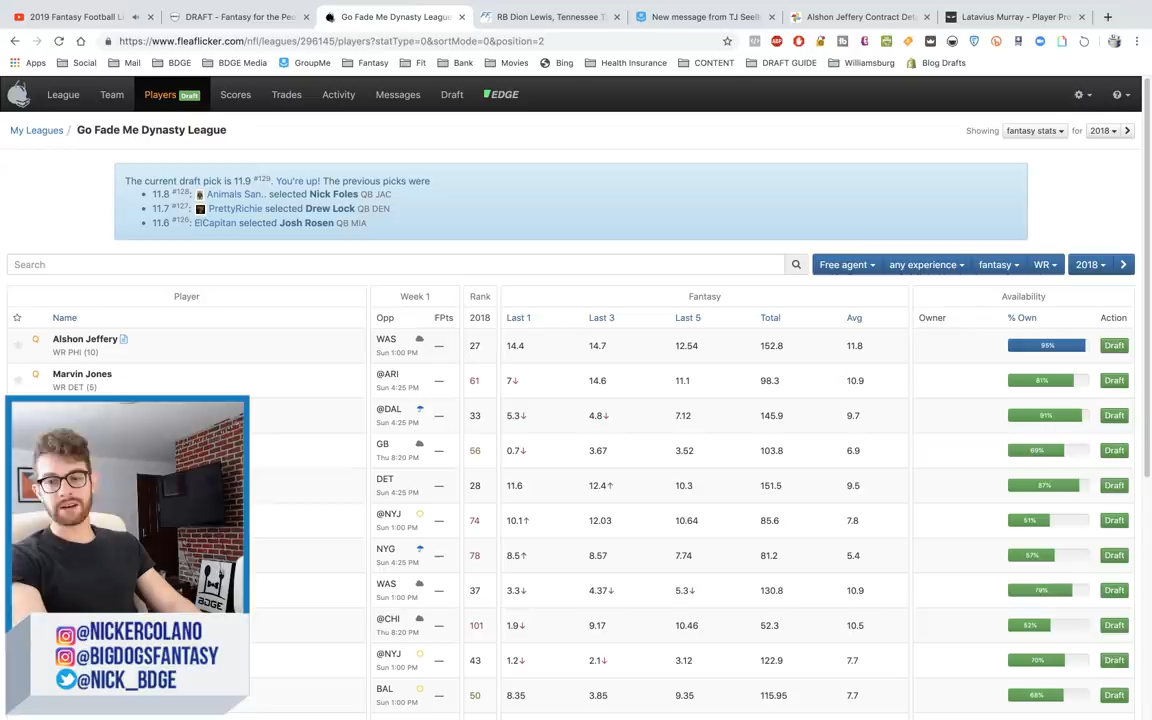 2019 Fantasy Football Li
DRAFT - Fantasy for the Peo
Go Fade Me Dynasty League
RB Dion Lewis, Tennessee T
New message from TJ Seelb
Alshon Jeffery Contract Deta
Latavius Murray - Player Pro
https://www.fleaflicker.com/nfl/leagues/296145/players?statType=0&sortMode=0&position=2
Apps Social Mail BDGE BDGE Media GroupMe Fantasy Fit Bank Movies Bing Health Insurance CONTENT DRAFT GUIDE Williamsburg Blog Drafts
League Team Players Draft Scores Trades Activity Messages Draft EDGE
My Leagues / Go Fade Me Dynasty League Showing fantasy stats for 2018
The current draft pick is 11.9 #129. You're up! The previous picks were
11.8 #128: Animals San.. selected Nick Foles QB JAC
11.7 #127: PrettyRichie selected Drew Lock QB DEN
11.6 #126: ElCapitan selected Josh Rosen QB MIA
Search Free agent any experience fantasy WR 2018
Player Week 1 Rank Fantasy Availability
Name Opp FPts 2018 Last 1 Last 3 Last 5 Total Avg Owner % Own Action
Q Alshon Jeffery WAS — 27 14.4 14.7 12.54 152.8 11.8 95% Draft
WR PHI (10) Sun 1:00 PM
Q Marvin Jones @ARI — 61 7↓ 14.6 11.1 98.3 10.9 81% Draft
WR DET (5) Sun 4:25 PM
@DAL — 33 5.3↓ 4.8↓ 7.12 145.9 9.7 91% Draft
Sun 4:25 PM
GB — 56 0.7↓ 3.67 3.52 103.8 6.9 69% Draft
Thu 8:20 PM
DET — 28 11.6 12.4↑ 10.3 151.5 9.5 87% Draft
Sun 4:25 PM
@NYJ — 74 10.1↑ 12.03 10.64 85.6 7.8 51% Draft
Sun 1:00 PM
NYG — 78 8.5↑ 8.57 7.74 81.2 5.4 57% Draft
Sun 4:25 PM
WAS — 37 3.3↓ 4.37↓ 5.3↓ 130.8 10.9 79% Draft
Sun 1:00 PM
@CHI — 101 1.9↓ 9.17 10.46 52.3 10.5 52% Draft
Thu 8:20 PM
@NYJ — 43 1.2↓ 2.1↓ 3.12 122.9 7.7 70% Draft
Sun 1:00 PM
BAL — 50 8.35 3.85 9.35 115.95 7.7 68% Draft
Sun 1:00 PM
BDGE
@NICKERCOLANO
@BIGDOGSFANTASY
@NICK_BDGE